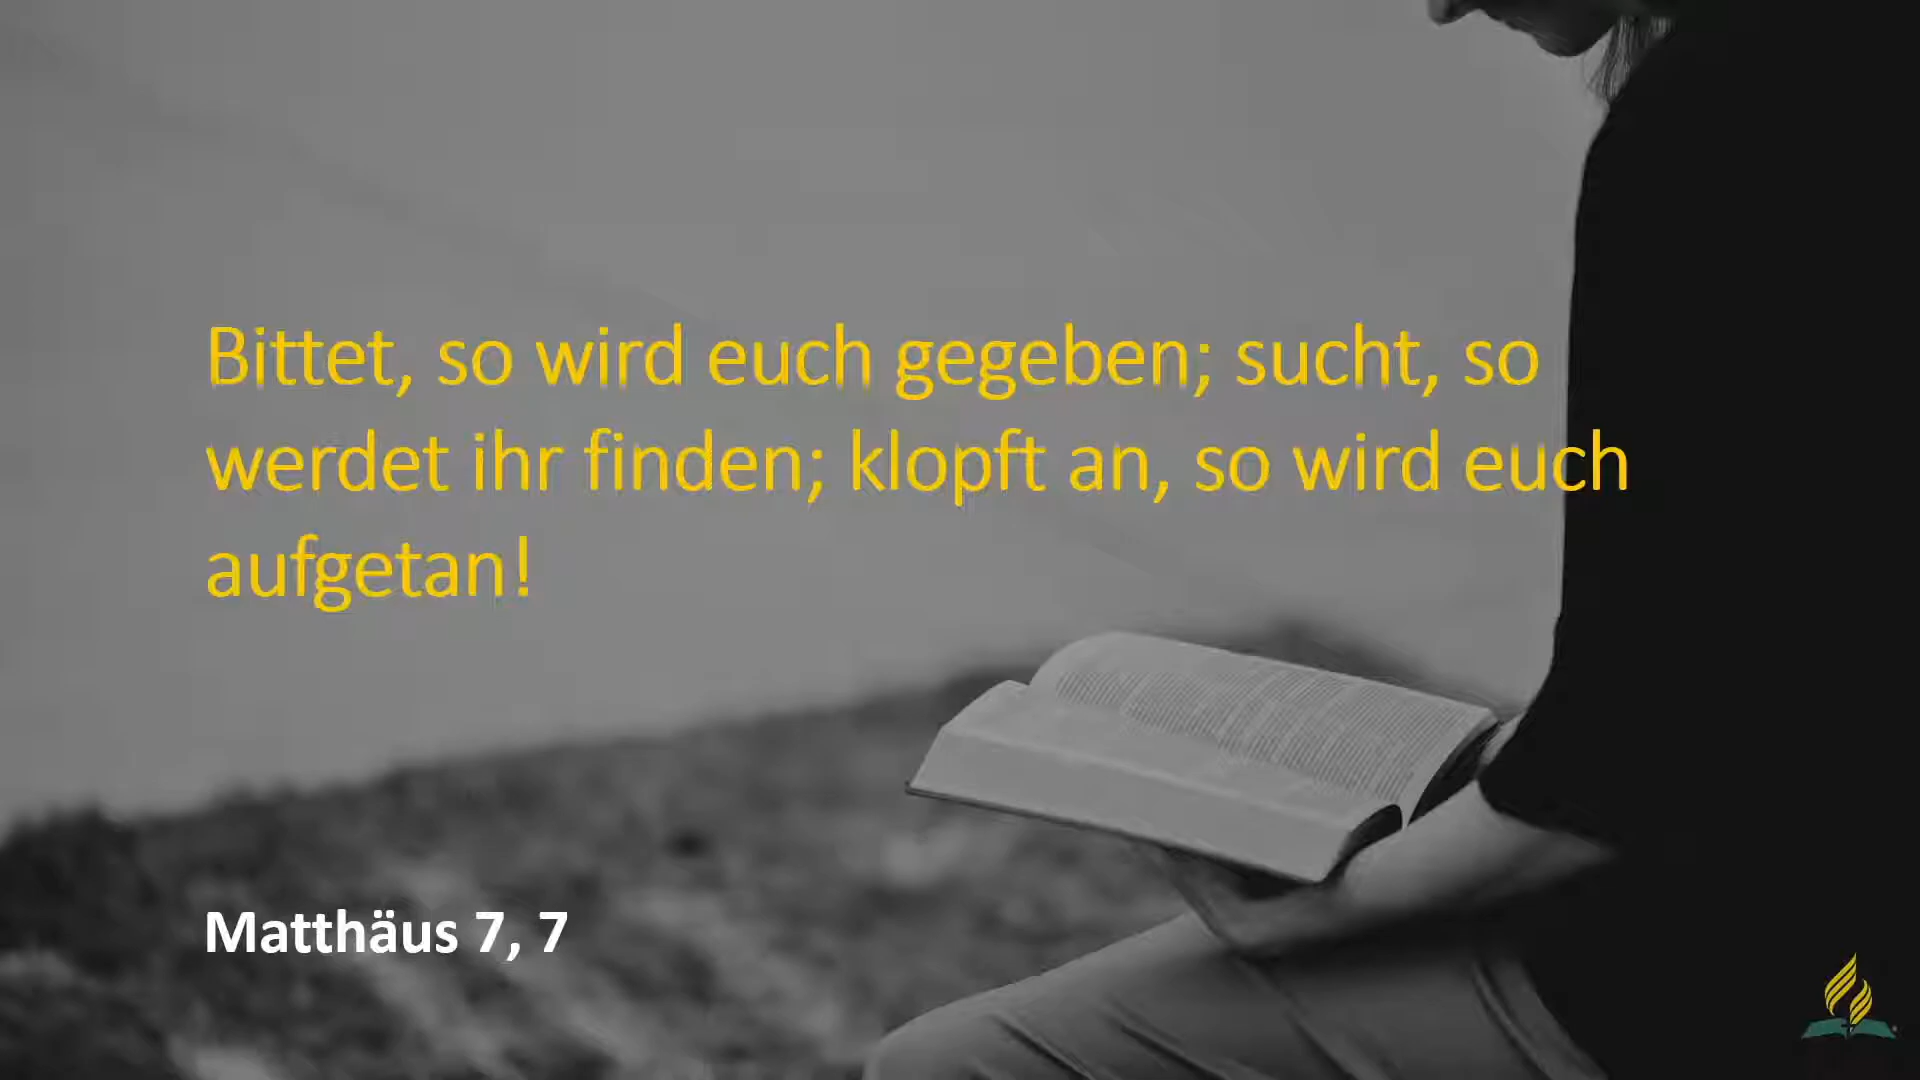 Bittet, so wird euch gegeben; sucht, so
werdet ihr finden; klopft an, so wird euch
aufgetan!
Matthäus 7, 7